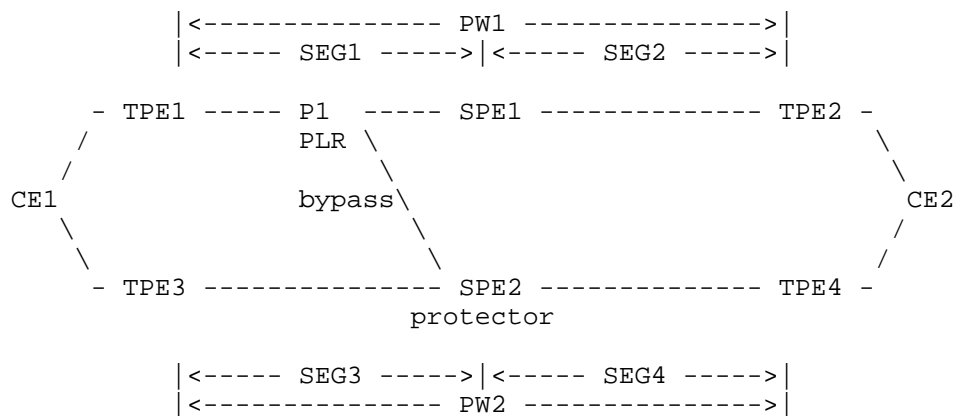 |<-------------- PW1 --------------->|
|<----- SEG1 ----->|<----- SEG2 ----->|
- TPE1 ----- P1 ----- SPE1 -------------- TPE2 -
PLR
CE1 bypass CE2
- TPE3 --------------- SPE2 -------------- TPE4 -
protector
|<----- SEG3 ----->|<----- SEG4 ----->|
|<-------------- PW2 --------------->|